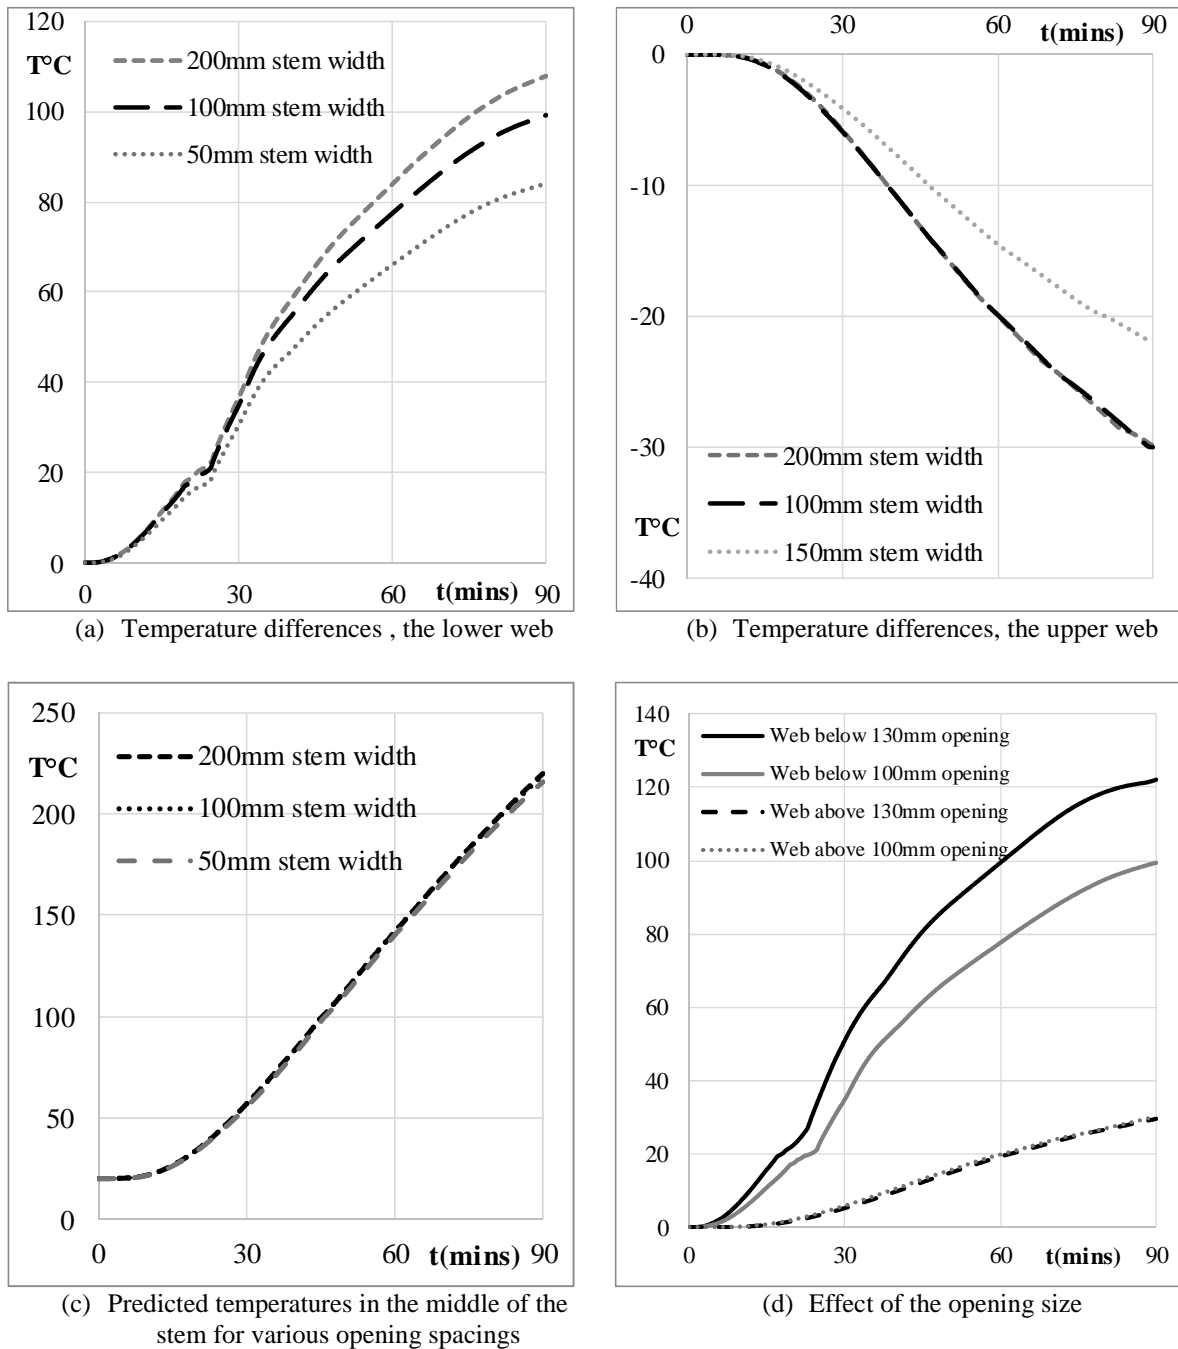 120
T°C
200mm stem width
100mm stem width
50mm stem width
100
80
60
40
20
0
0 30 60 t(mins) 90
(a) Temperature differences , the lower web
0 30 60 t(mins) 90
0
-10
-20
-30
200mm stem width
100mm stem width
T°C
150mm stem width
-40
(b) Temperature differences, the upper web
250
T°C
200mm stem width
100mm stem width
50mm stem width
200
150
100
50
0
0 30 60 t(mins) 90
(c) Predicted temperatures in the middle of the
stem for various opening spacings
140
T°C
Web below 130mm opening
Web below 100mm opening
Web above 130mm opening
Web above 100mm opening
120
100
80
60
40
20
0
0 30 60 t(mins) 90
(d) Effect of the opening size